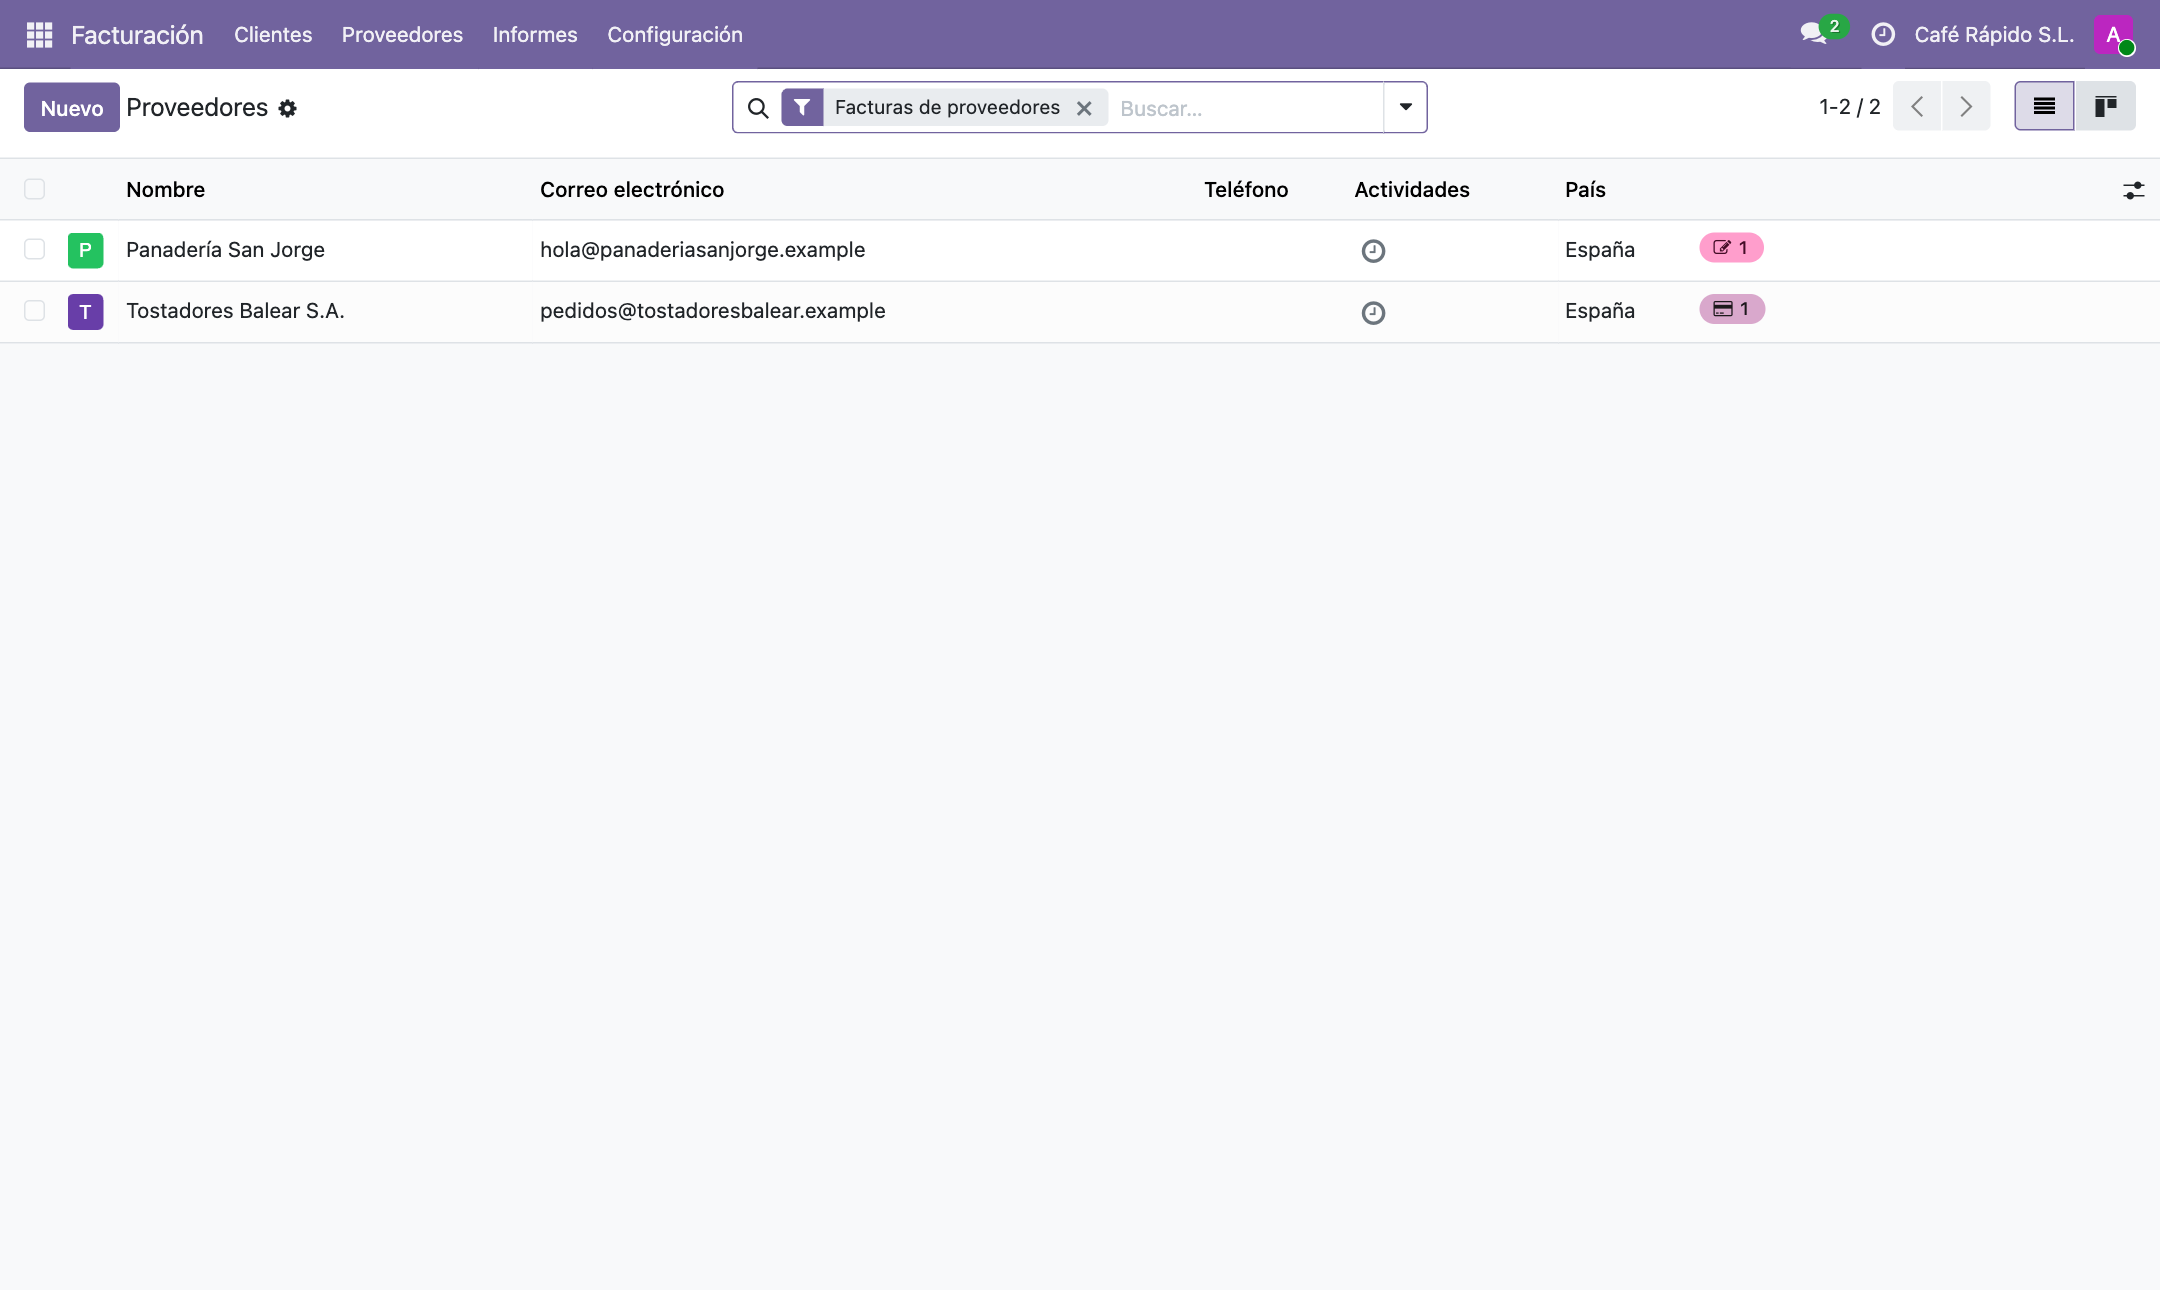 Facturación Clientes Proveedores Informes Configuración 2 Café Rápido S.L. A
Nuevo Proveedores Facturas de proveedores Buscar... 1-2 / 2
Nombre Correo electrónico Teléfono Actividades País
P Panadería San Jorge hola@panaderiasanjorge.example España 1
T Tostadores Balear S.A. pedidos@tostadoresbalear.example España 1